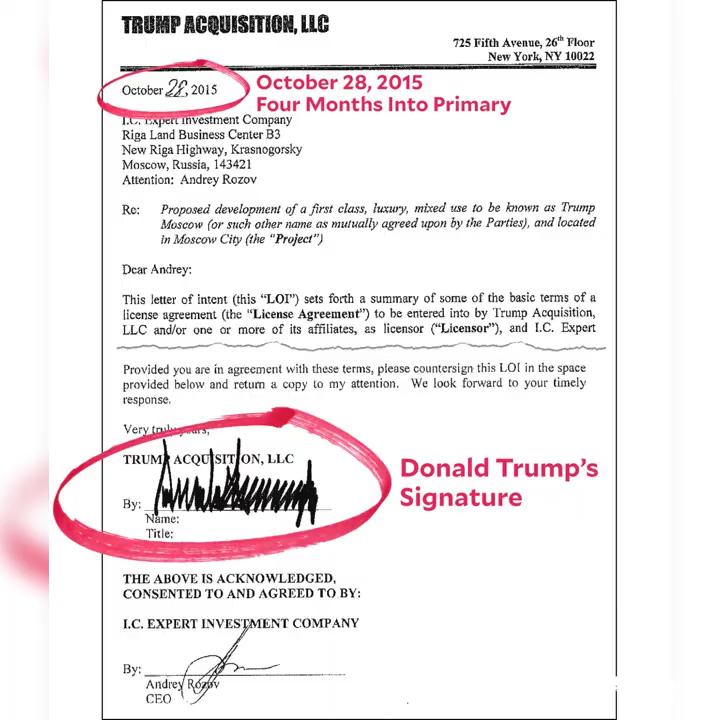 TRUMP ACQUISITION, LLC
725 Fifth Avenue, 26th Floor
New York, NY 10022
October 28, 2015
October 28, 2015
Four Months Into Primary
I.C. Expert Investment Company
Riga Land Business Center B3
New Riga Highway, Krasnogorsky
Moscow, Russia, 143421
Attention: Andrey Rozov
Re: Proposed development of a first class, luxury, mixed use to be known as Trump
Moscow (or such other name as mutually agreed upon by the Parties), and located
in Moscow City (the "Project")
Dear Andrey:
This letter of intent (this "LOI") sets forth a summary of some of the basic terms of a
license agreement (the "License Agreement") to be entered into by Trump Acquisition,
LLC and/or one or more of its affiliates, as licensor ("Licensor"), and I.C. Expert
Provided you are in agreement with these terms, please countersign this LOI in the space
provided below and return a copy to my attention. We look forward to your timely
response.
Very truly yours,
TRUMP ACQUISITION, LLC
Donald Trump's
Signature
By:
Name:
Title:
THE ABOVE IS ACKNOWLEDGED,
CONSENTED TO AND AGREED TO BY:
I.C. EXPERT INVESTMENT COMPANY
By:
Andrey Rozov
CEO